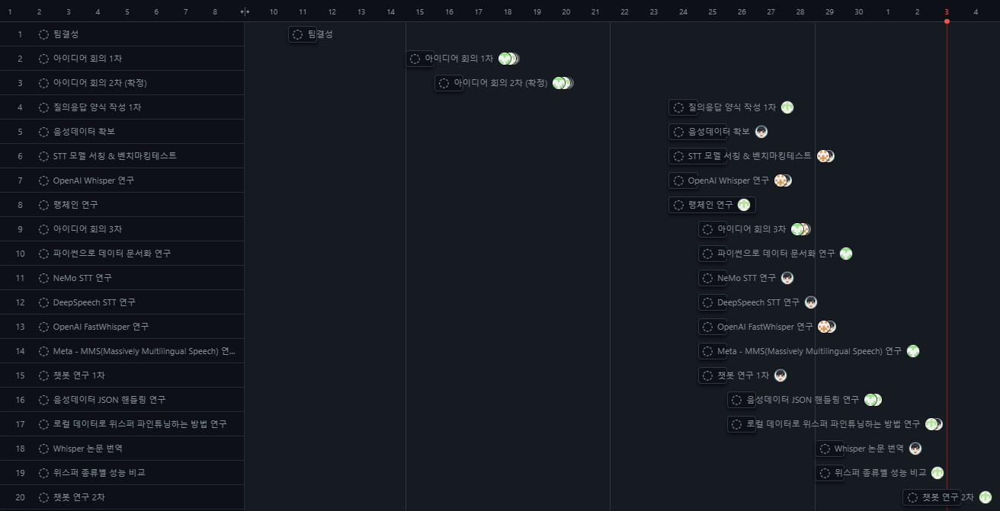 1 2 3 4 5 6 7 8 10 11 12 13 14 15 16 17 18 19 20 21 22 23 24 25 26 27 28 29 30 1 2 3 4
1 팀결성 팀결성
2 아이디어 회의 1차 아이디어 회의 1차
3 아이디어 회의 2차 (확정) 아이디어 회의 2차 (확정)
4 질의응답 양식 작성 1차 질의응답 양식 작성 1차
5 음성데이터 확보 음성데이터 확보
6 STT 모델 서칭 & 벤치마킹테스트 STT 모델 서칭 & 벤치마킹테스트
7 OpenAI Whisper 연구 OpenAI Whisper 연구
8 랭체인 연구 랭체인 연구
9 아이디어 회의 3차 아이디어 회의 3차
10 파이썬으로 데이터 문서화 연구 파이썬으로 데이터 문서화 연구
11 NeMo STT 연구 NeMo STT 연구
12 DeepSpeech STT 연구 DeepSpeech STT 연구
13 OpenAI FastWhisper 연구 OpenAI FastWhisper 연구
14 Meta - MMS(Massively Multilingual Speech) 연... Meta - MMS(Massively Multilingual Speech) 연구
15 챗봇 연구 1차 챗봇 연구 1차
16 음성데이터 JSON 핸들링 연구 음성데이터 JSON 핸들링 연구
17 로컬 데이터로 위스퍼 파인튜닝하는 방법 연구 로컬 데이터로 위스퍼 파인튜닝하는 방법 연구
18 Whisper 논문 번역 Whisper 논문 번역
19 위스퍼 종류별 성능 비교 위스퍼 종류별 성능 비교
20 챗봇 연구 2차 챗봇 연구 2차